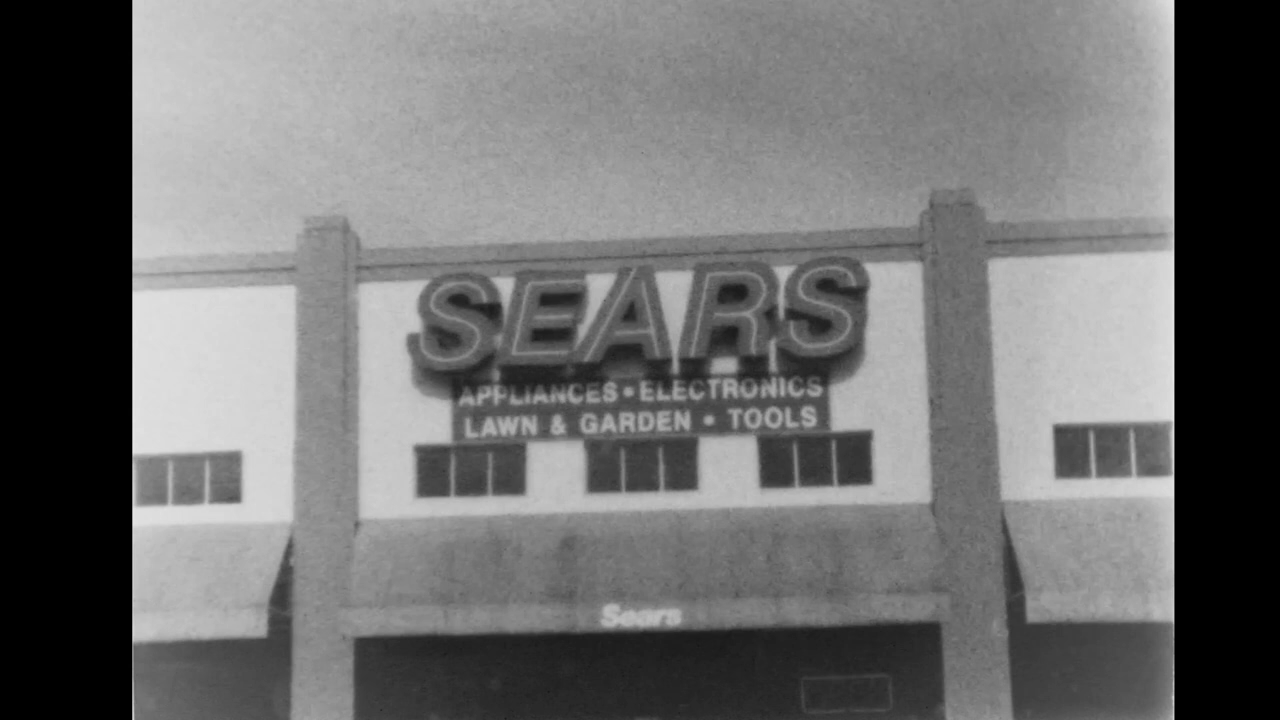 SEARS
APPLIANCES • ELECTRONICS
LAWN & GARDEN • TOOLS
Sears